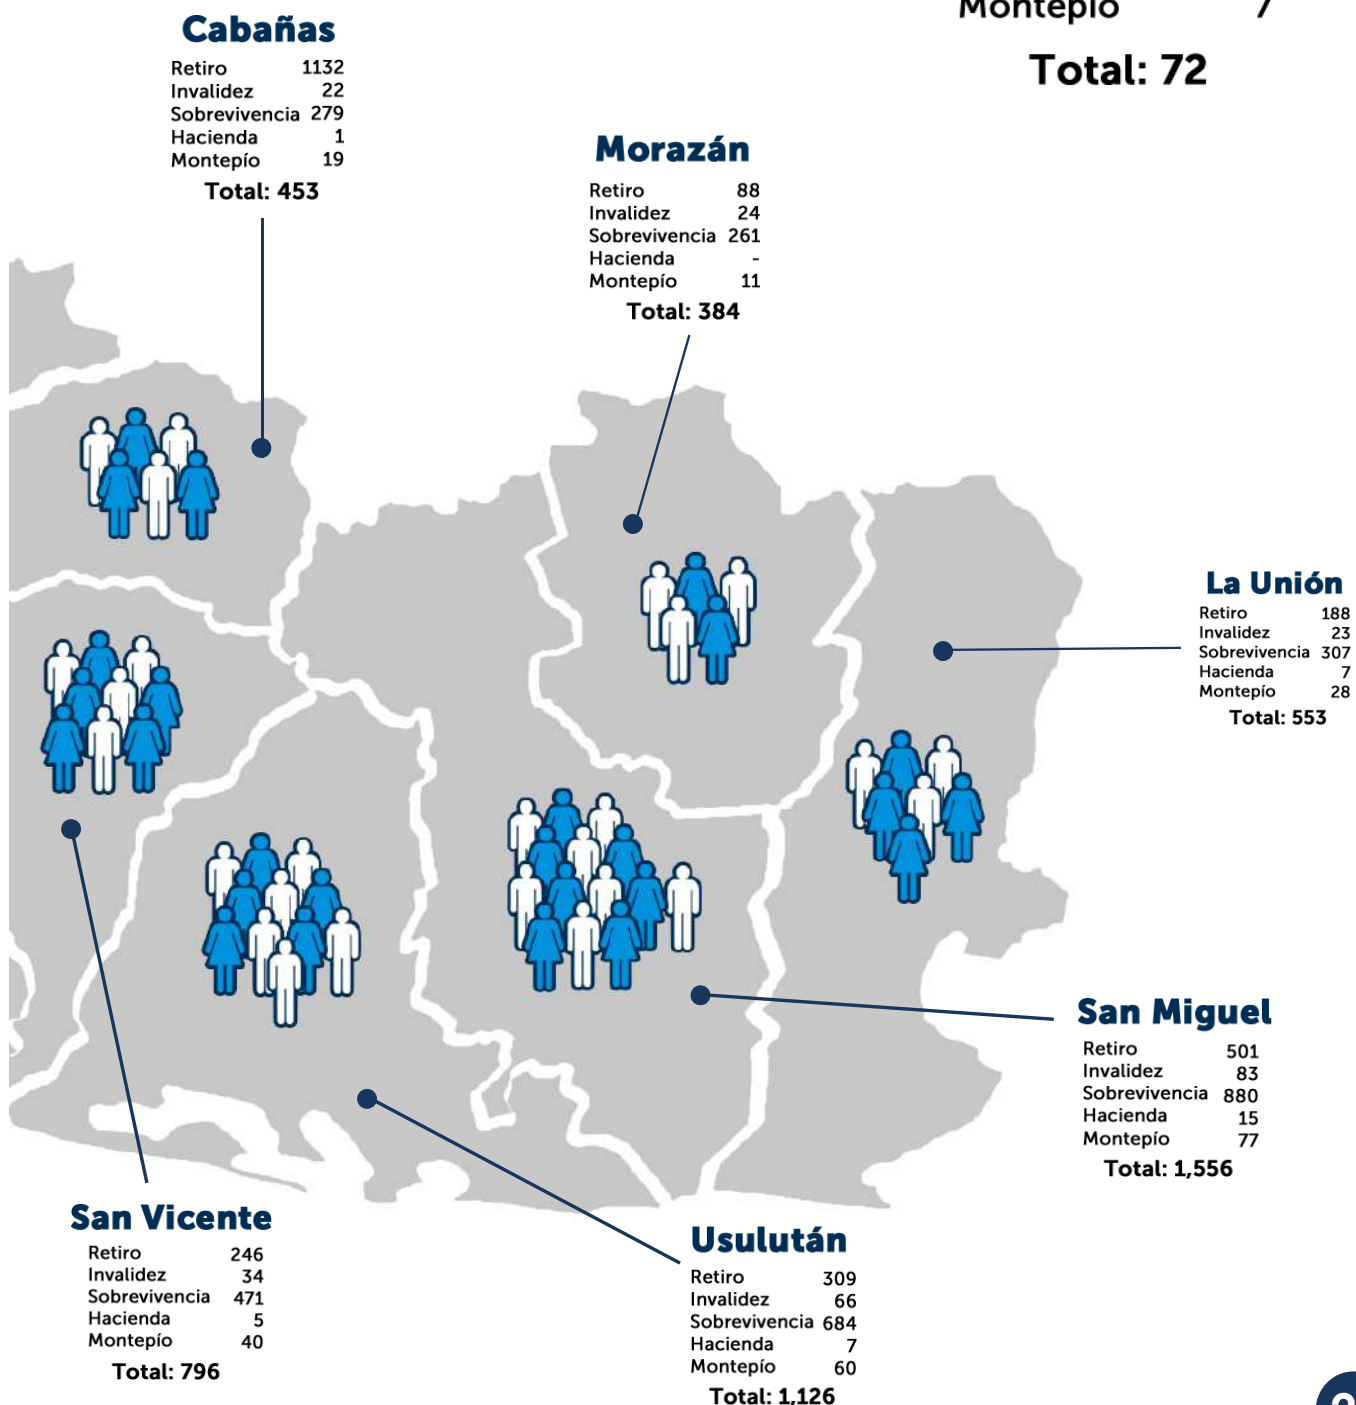 Montepío 7
Total: 72
Cabañas
Retiro 1132
Invalidez 22
Sobrevivencia 279
Hacienda 1
Montepío 19
Total: 453
Morazán
Retiro 88
Invalidez 24
Sobrevivencia 261
Hacienda -
Montepío 11
Total: 384
La Unión
Retiro 188
Invalidez 23
Sobrevivencia 307
Hacienda 7
Montepío 28
Total: 553
San Miguel
Retiro 501
Invalidez 83
Sobrevivencia 880
Hacienda 15
Montepío 77
Total: 1,556
San Vicente
Retiro 246
Invalidez 34
Sobrevivencia 471
Hacienda 5
Montepío 40
Total: 796
Usulután
Retiro 309
Invalidez 66
Sobrevivencia 684
Hacienda 7
Montepío 60
Total: 1,126